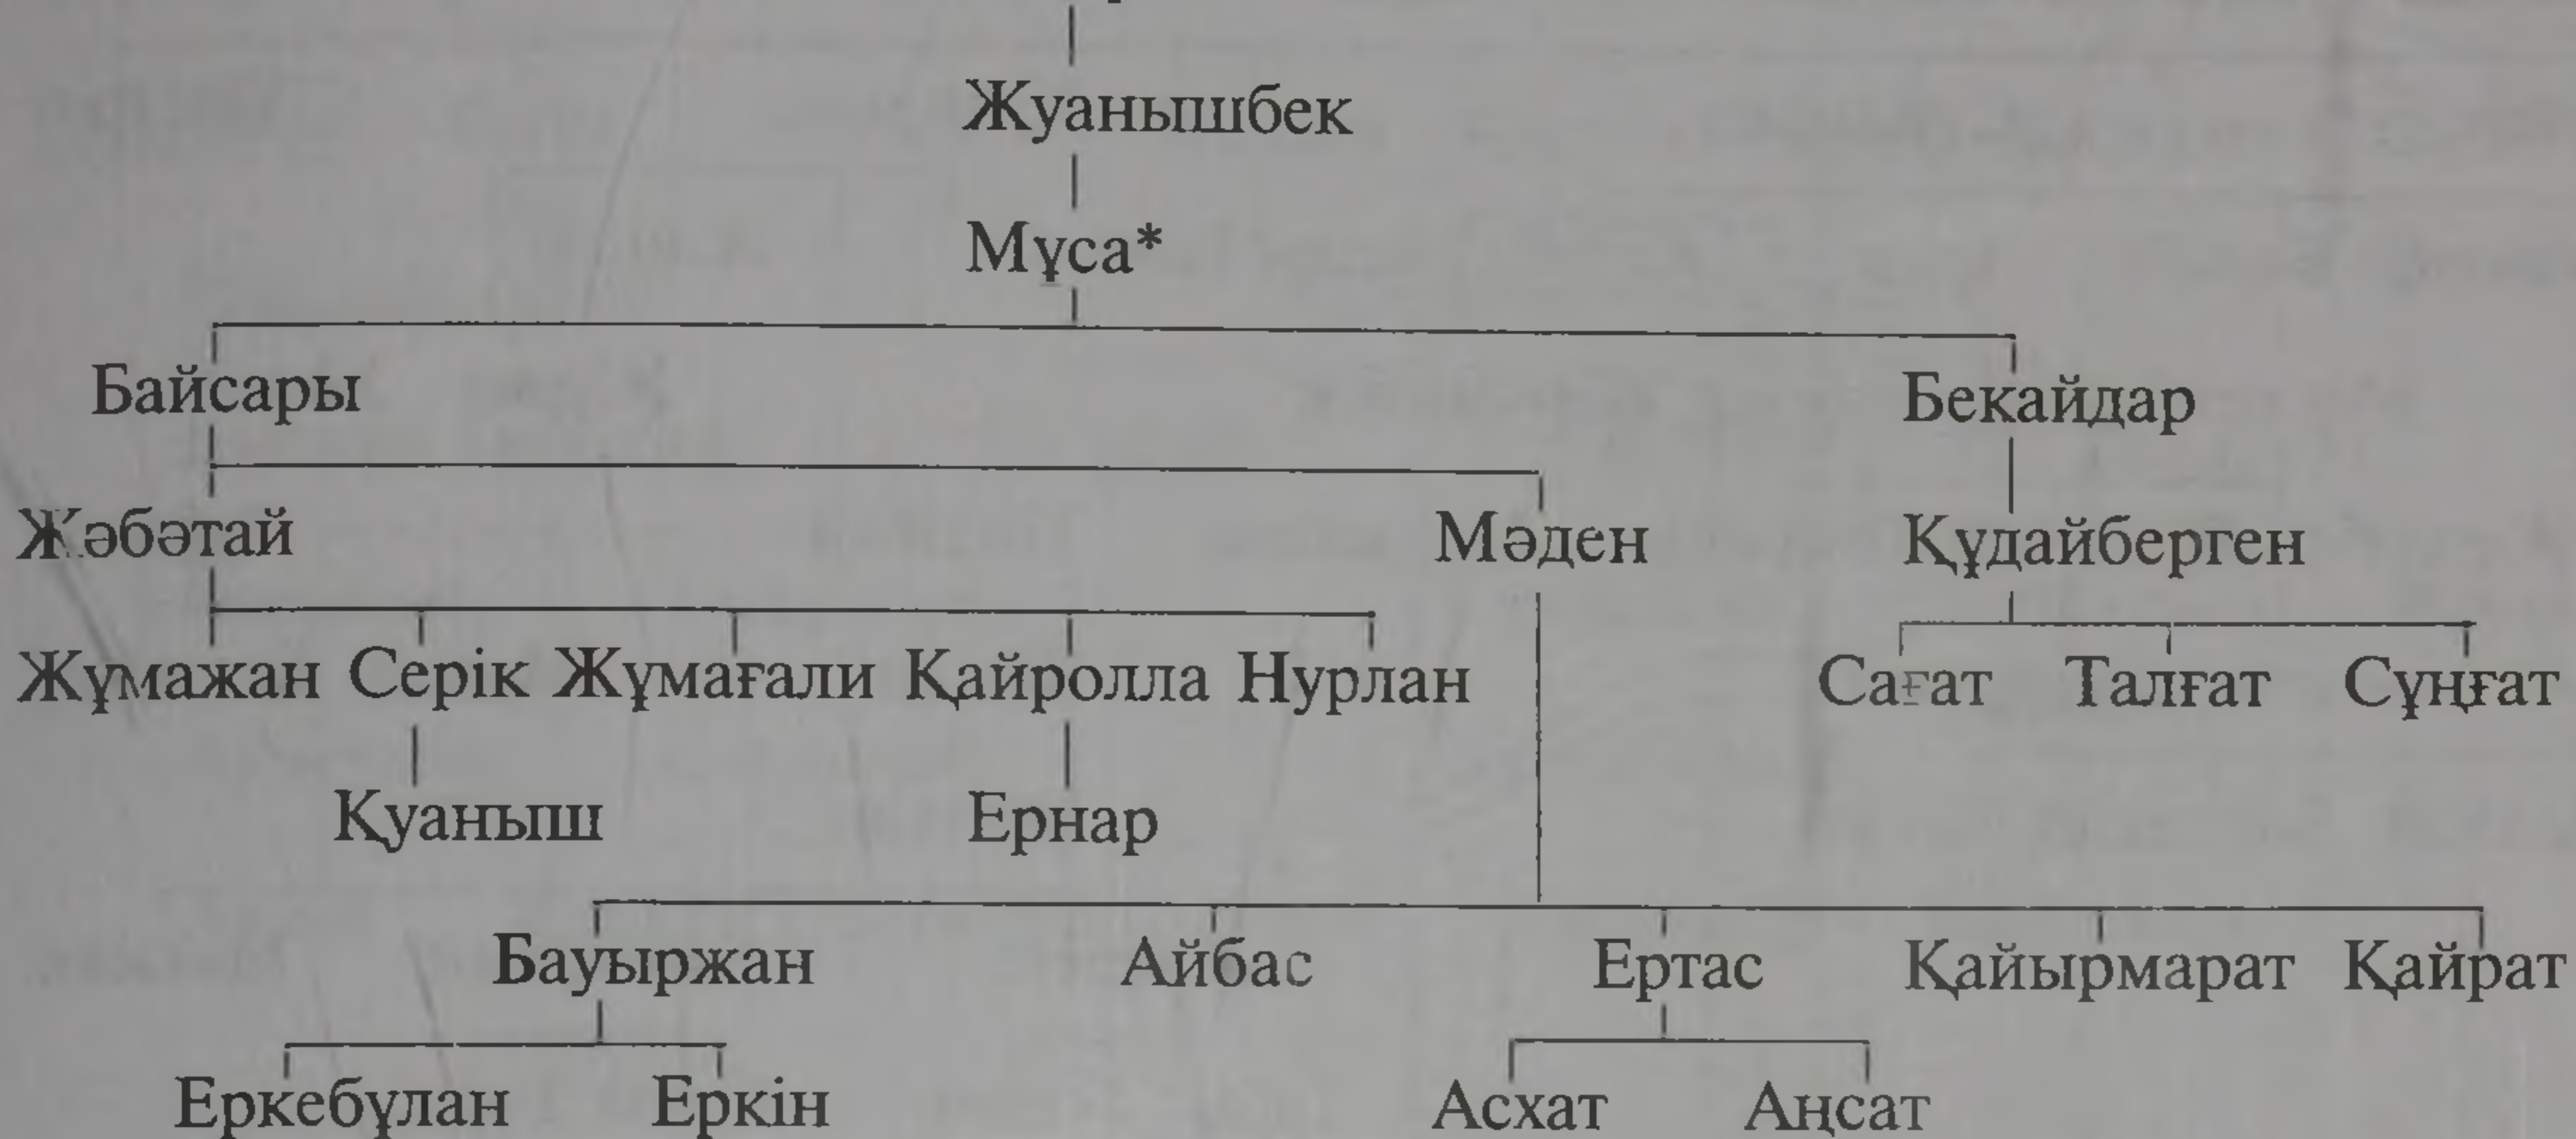 Жуанышбек
Мұса*
Байсары Бекайдар
Жәбәтай Мәден Құдайберген
Жұмажан Серік Жұмағали Қайролла Нурлан Сағат Талғат Сұңғат
Қуаныш Ернар
Бауыржан Айбас Ертас Қайырмарат Қайрат
Еркебұлан Еркін Асхат Аңсат